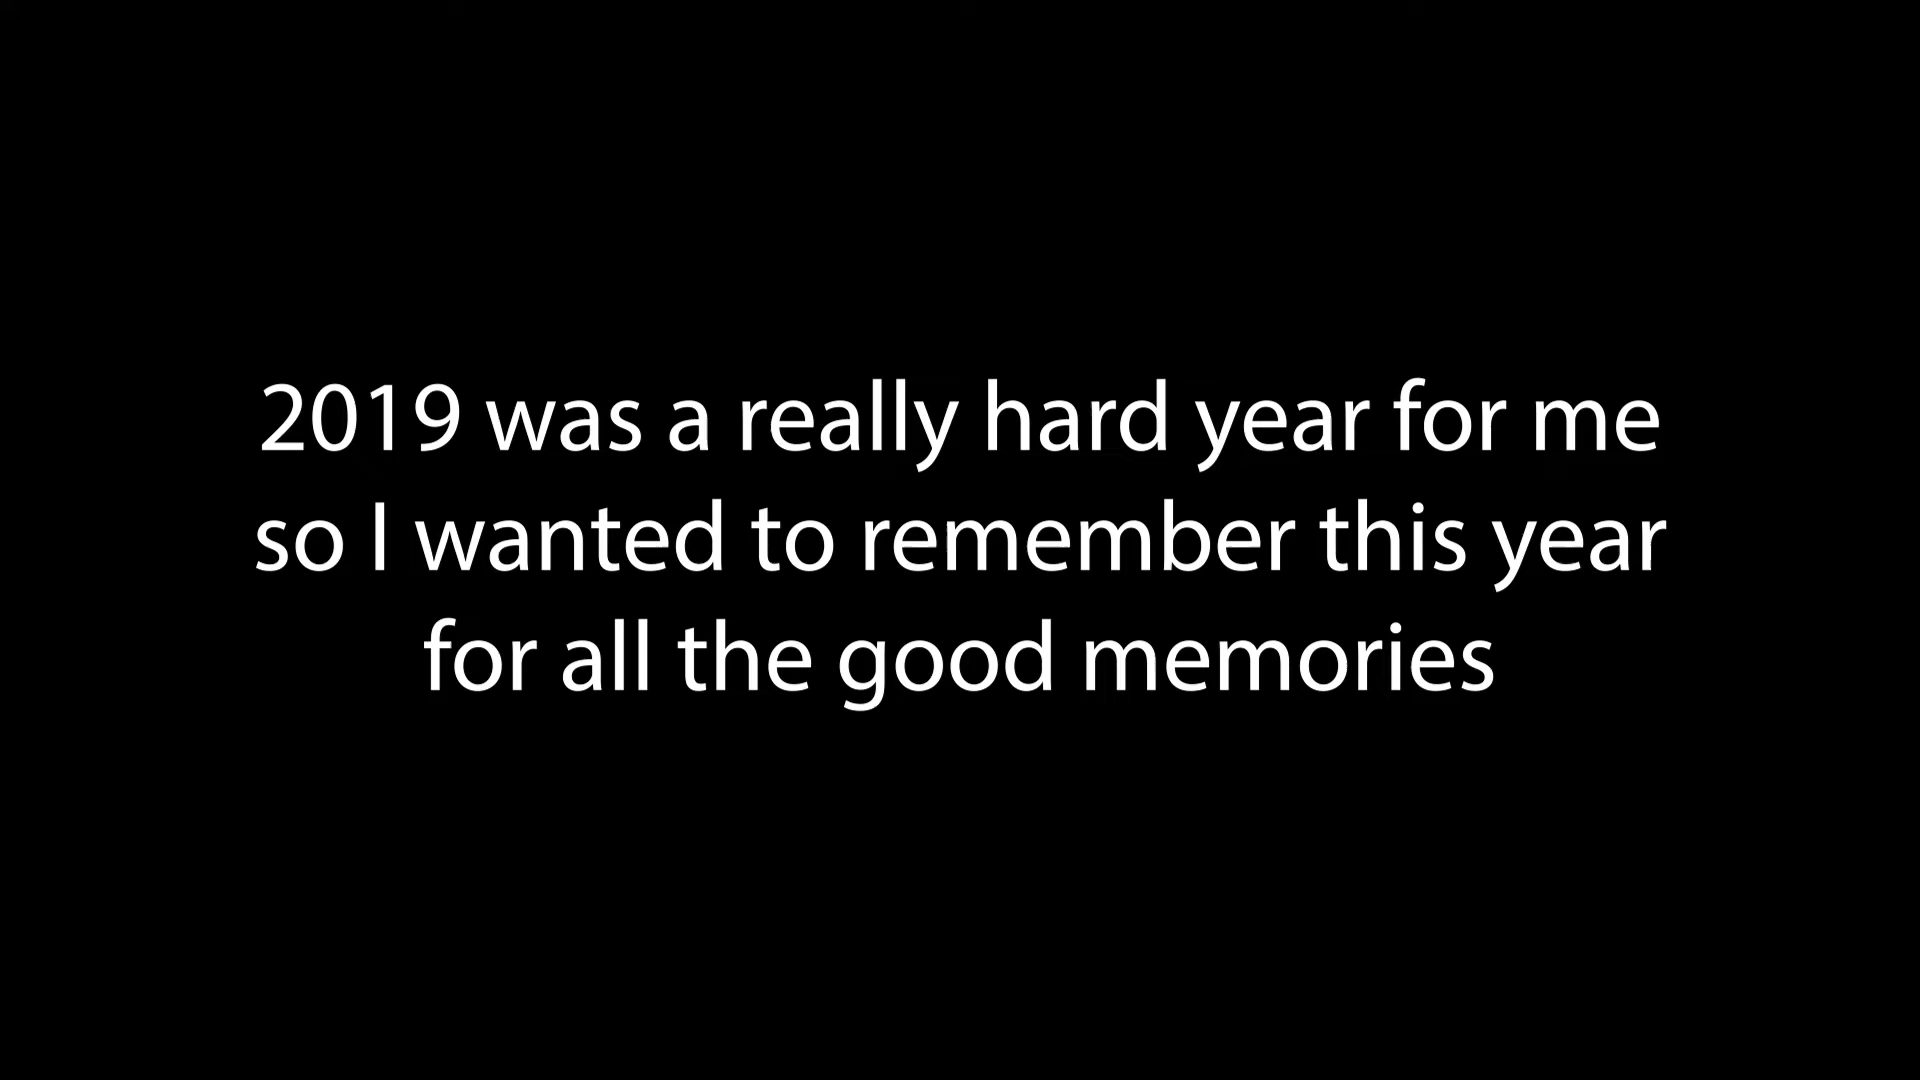 2019 was a really hard year for me
so I wanted to remember this year
for all the good memories